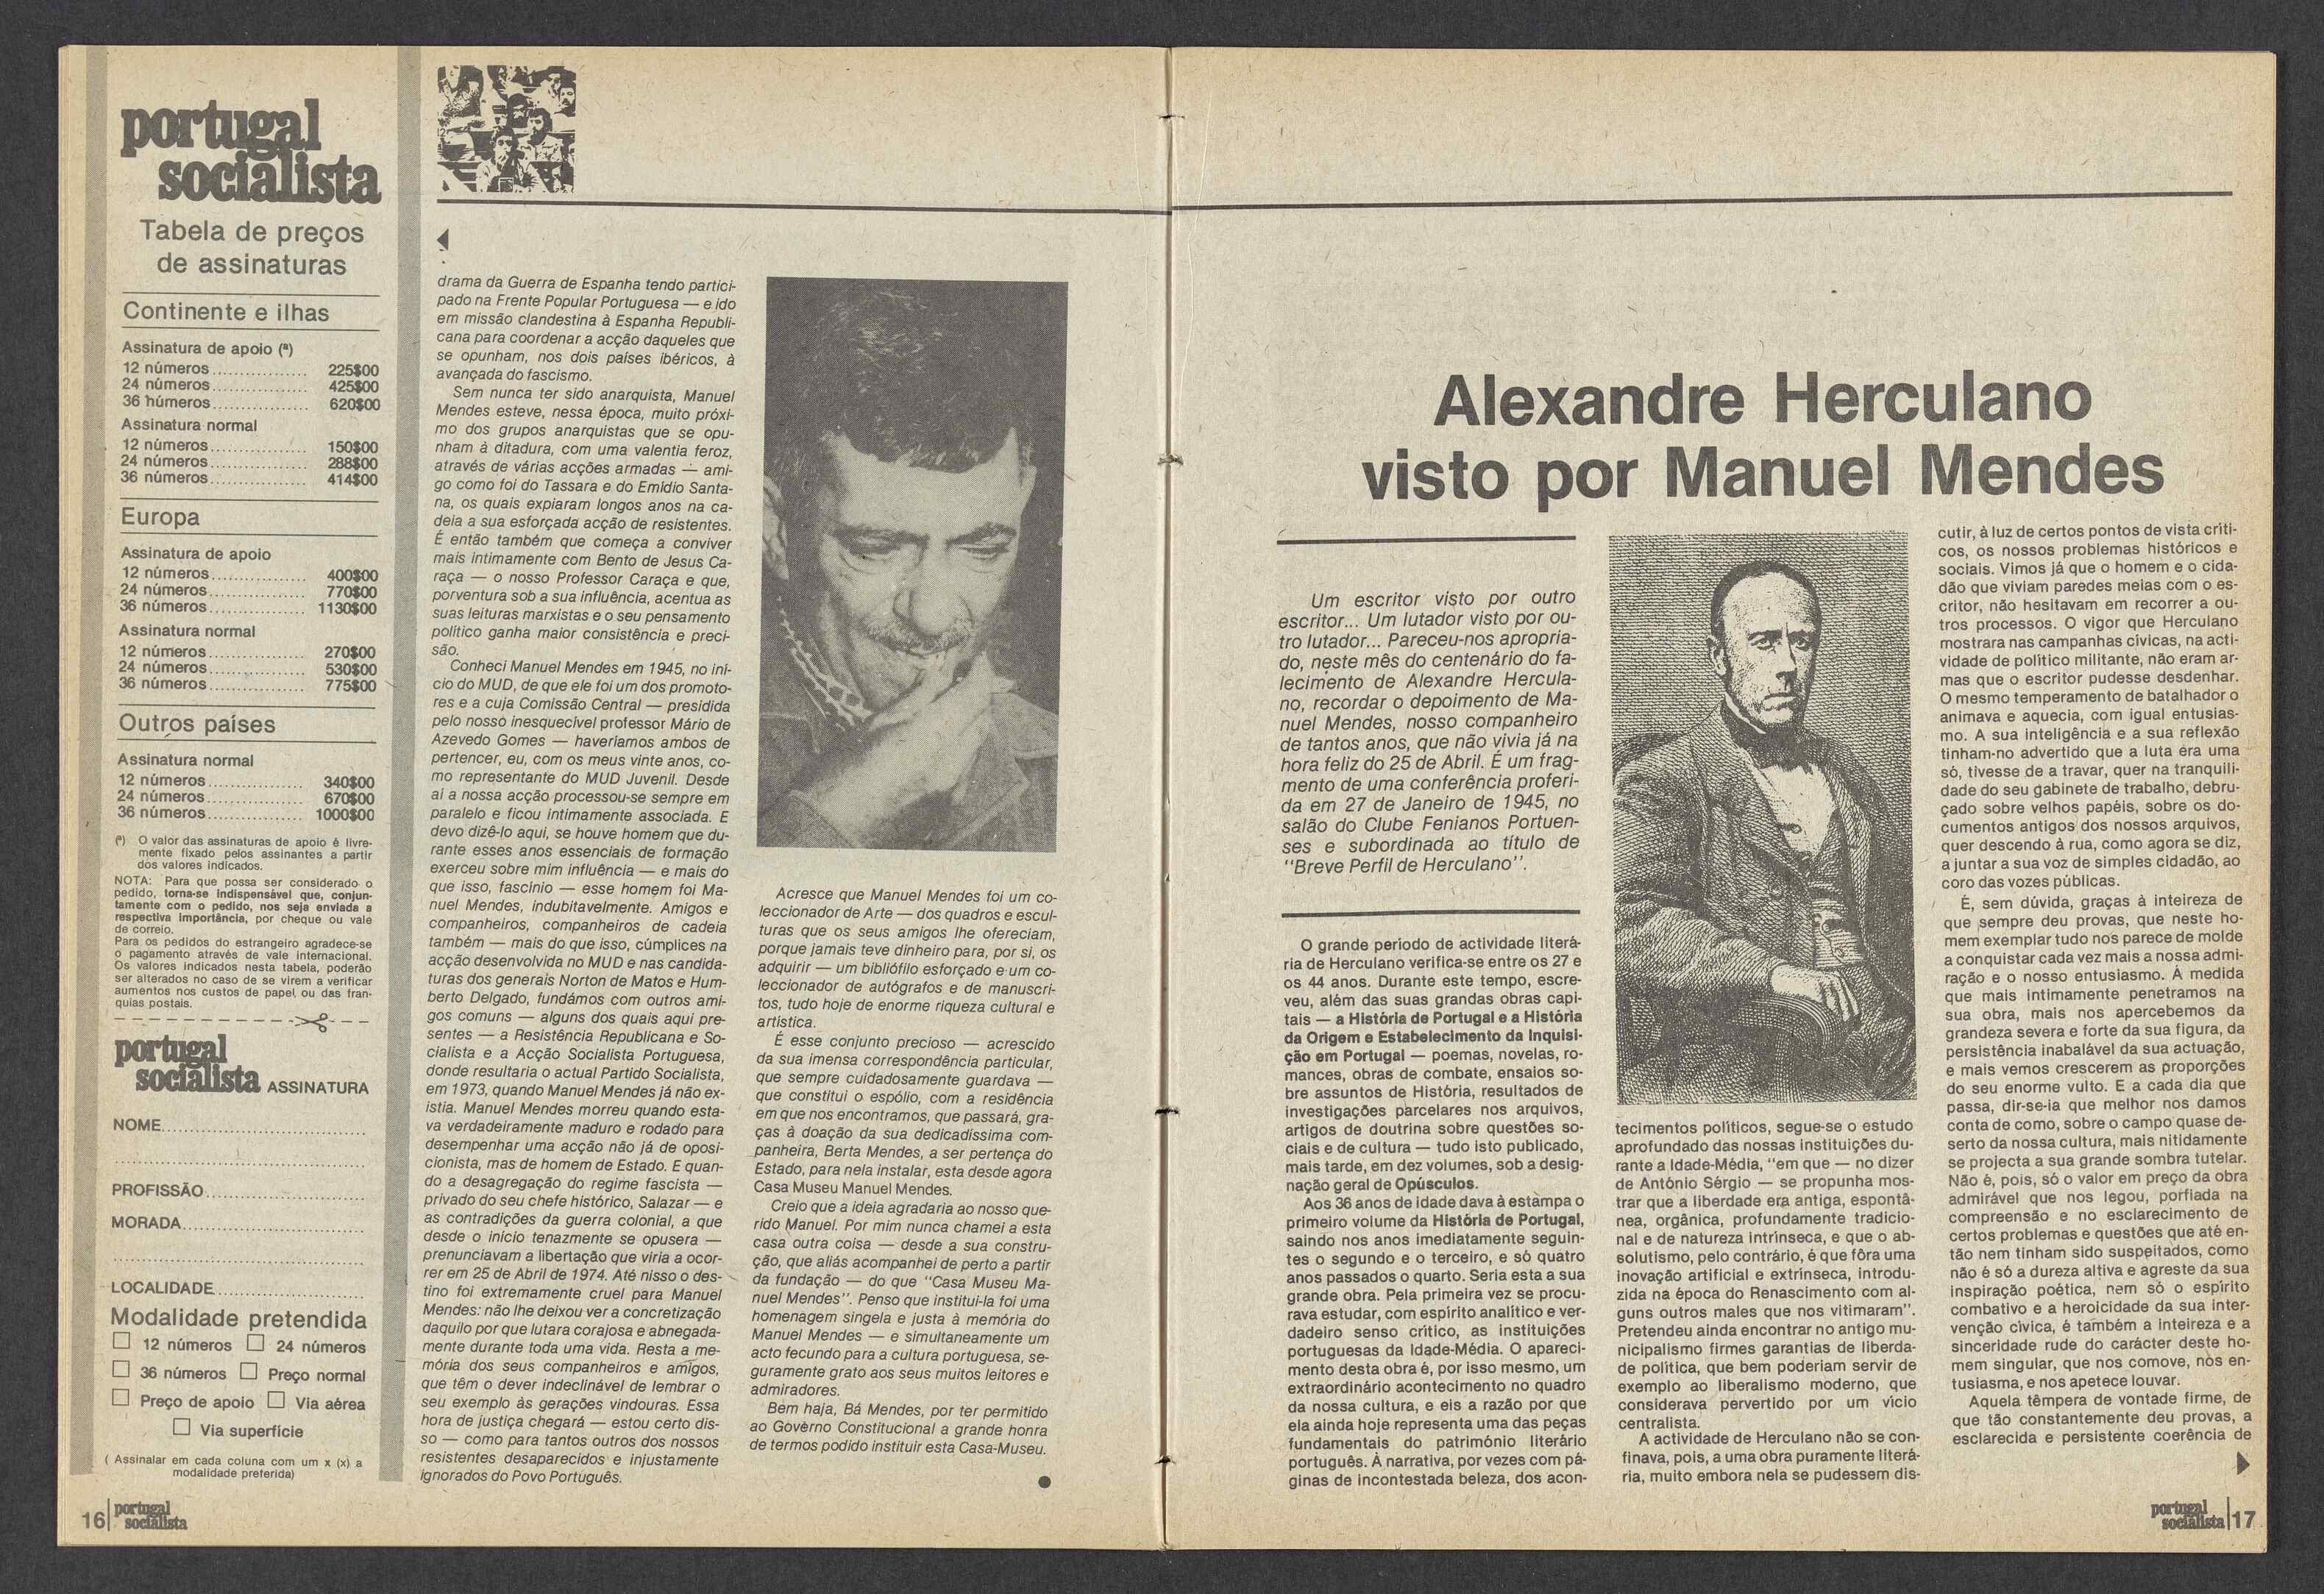 portugal
socialista
Tabela de preços
de assinaturas
Continente e ilhas
Assinatura de apoio (ª)
12 números................ 225$00
24 números................ 425$00
36 números................ 620$00
Assinatura normal
12 números................ 150$00
24 números................ 288$00
36 números................ 414$00
Europa
Assinatura de apoio
12 números................ 400$00
24 números................ 770$00
36 números................ 1130$00
Assinatura normal
12 números................ 270$00
24 números................ 530$00
36 números................ 775$00
Outros países
Assinatura normal
12 números................ 340$00
24 números................ 670$00
36 números................ 1000$00
(ª) O valor das assinaturas de apoio é livre-
mente fixado pelos assinantes a partir
dos valores indicados.
NOTA: Para que possa ser considerado o
pedido, torna-se indispensável que, conjun-
tamente com o pedido, nos seja enviada a
respectiva importância, por cheque ou vale
de correio.
Para os pedidos do estrangeiro agradece-se
o pagamento através de vale internacional.
Os valores indicados nesta tabela, poderão
ser alterados no caso de se virem a verificar
aumentos nos custos de papel ou das fran-
quias postais.
portugal
socialista ASSINATURA
NOME
PROFISSÃO
MORADA
LOCALIDADE
Modalidade pretendida
12 números 24 números
36 números Preço normal
Preço de apoio Via aérea
Via superfície
( Assinalar em cada coluna com um x (x) a
modalidade preferida)
16 portugal
socialista
drama da Guerra de Espanha tendo partici-
pado na Frente Popular Portuguesa — e ido
em missão clandestina à Espanha Republi-
cana para coordenar a acção daqueles que
se opunham, nos dois países ibéricos, à
avançada do fascismo.
Sem nunca ter sido anarquista, Manuel
Mendes esteve, nessa época, muito próxi-
mo dos grupos anarquistas que se opu-
nham à ditadura, com uma valentia feroz,
através de várias acções armadas — ami-
go como foi do Tassara e do Emídio Santa-
na, os quais expiaram longos anos na ca-
deia a sua esforçada acção de resistentes.
É então também que começa a conviver
mais intimamente com Bento de Jesus Ca-
raça — o nosso Professor Caraça e que,
porventura sob a sua influência, acentua as
suas leituras marxistas e o seu pensamento
político ganha maior consistência e preci-
são.
Conheci Manuel Mendes em 1945, no iní-
cio do MUD, de que ele foi um dos promoto-
res e a cuja Comissão Central — presidida
pelo nosso inesquecível professor Mário de
Azevedo Gomes — haveríamos ambos de
pertencer, eu, com os meus vinte anos, co-
mo representante do MUD Juvenil. Desde
aí a nossa acção processou-se sempre em
paralelo e ficou intimamente associada. E
devo dizê-lo aqui, se houve homem que du-
rante esses anos essenciais de formação
exerceu sobre mim influência — e mais do
que isso, fascínio — esse homem foi Ma-
nuel Mendes, indubitavelmente. Amigos e
companheiros, companheiros de cadeia
também — mais do que isso, cúmplices na
acção desenvolvida no MUD e nas candida-
turas dos generais Norton de Matos e Hum-
berto Delgado, fundámos com outros ami-
gos comuns — alguns dos quais aqui pre-
sentes — a Resistência Republicana e So-
cialista e a Acção Socialista Portuguesa,
donde resultaria o actual Partido Socialista,
em 1973, quando Manuel Mendes já não ex-
istia. Manuel Mendes morreu quando esta-
va verdadeiramente maduro e rodado para
desempenhar uma acção não já de oposi-
cionista, mas de homem de Estado. E quan-
do a desagregação do regime fascista —
privado do seu chefe histórico, Salazar — e
as contradições da guerra colonial, a que
desde o início tenazmente se opusera —
prenunciavam a libertação que viria a ocor-
rer em 25 de Abril de 1974. Até nisso o des-
tino foi extremamente cruel para Manuel
Mendes: não lhe deixou ver a concretização
daquilo por que lutara corajosa e abnegada-
mente durante toda uma vida. Resta a me-
mória dos seus companheiros e amigos,
que têm o dever indeclinável de lembrar o
seu exemplo às gerações vindouras. Essa
hora de justiça chegará — estou certo dis-
so — como para tantos outros dos nossos
resistentes desaparecidos e injustamente
ignorados do Povo Português.
Acresce que Manuel Mendes foi um co-
leccionador de Arte — dos quadros e escul-
turas que os seus amigos lhe ofereciam,
porque jamais teve dinheiro para, por si, os
adquirir — um bibliófilo esforçado e um co-
leccionador de autógrafos e de manuscri-
tos, tudo hoje de enorme riqueza cultural e
artística.
É esse conjunto precioso — acrescido
da sua imensa correspondência particular,
que sempre cuidadosamente guardava —
que constitui o espólio, com a residência
em que nos encontramos, que passará, gra-
ças à doação da sua dedicadíssima com-
panheira, Berta Mendes, a ser pertença do
Estado, para nela instalar, esta desde agora
Casa Museu Manuel Mendes.
Creio que a ideia agradaria ao nosso que-
rido Manuel. Por mim nunca chamei a esta
casa outra coisa — desde a sua constru-
ção, que aliás acompanhei de perto a partir
da fundação — do que "Casa Museu Ma-
nuel Mendes". Penso que institui-la foi uma
homenagem singela e justa à memória do
Manuel Mendes — e simultaneamente um
acto fecundo para a cultura portuguesa, se-
guramente grato aos seus muitos leitores e
admiradores.
Bem haja, Bá Mendes, por ter permitido
ao Govêrno Constitucional a grande honra
de termos podido instituir esta Casa-Museu.
Alexandre Herculano
visto por Manuel Mendes
Um escritor visto por outro
escritor... Um lutador visto por ou-
tro lutador... Pareceu-nos apropria-
do, neste mês do centenário do fa-
lecimento de Alexandre Hercula-
no, recordar o depoimento de Ma-
nuel Mendes, nosso companheiro
de tantos anos, que não vivia já na
hora feliz do 25 de Abril. É um frag-
mento de uma conferência proferi-
da em 27 de Janeiro de 1945, no
salão do Clube Fenianos Portuen-
ses e subordinada ao título de
"Breve Perfil de Herculano".
O grande período de actividade literá-
ria de Herculano verifica-se entre os 27 e
os 44 anos. Durante este tempo, escre-
veu, além das suas grandas obras capi-
tais — a História de Portugal e a História
da Origem e Estabelecimento da Inquisi-
ção em Portugal — poemas, novelas, ro-
mances, obras de combate, ensaios so-
bre assuntos de História, resultados de
investigações parcelares nos arquivos,
artigos de doutrina sobre questões so-
ciais e de cultura — tudo isto publicado,
mais tarde, em dez volumes, sob a desig-
nação geral de Opúsculos.
Aos 36 anos de idade dava à estampa o
primeiro volume da História de Portugal,
saindo nos anos imediatamente seguin-
tes o segundo e o terceiro, e só quatro
anos passados o quarto. Seria esta a sua
grande obra. Pela primeira vez se procu-
rava estudar, com espírito analítico e ver-
dadeiro senso crítico, as instituições
portuguesas da Idade-Média. O apareci-
mento desta obra é, por isso mesmo, um
extraordinário acontecimento no quadro
da nossa cultura, e eis a razão por que
ela ainda hoje representa uma das peças
fundamentais do património literário
português. À narrativa, por vezes com pá-
ginas de incontestada beleza, dos acon-
tecimentos políticos, segue-se o estudo
aprofundado das nossas instituições du-
rante a Idade-Média, "em que — no dizer
de António Sérgio — se propunha mos-
trar que a liberdade era antiga, espontâ-
nea, orgânica, profundamente tradicio-
nal e de natureza intrínseca, e que o ab-
solutismo, pelo contrário, é que fôra uma
inovação artificial e extrínseca, introdu-
zida na época do Renascimento com al-
guns outros males que nos vitimaram".
Pretendeu ainda encontrar no antigo mu-
nicipalismo firmes garantias de liberda-
de política, que bem poderiam servir de
exemplo ao liberalismo moderno, que
considerava pervertido por um vício
centralista.
A actividade de Herculano não se con-
finava, pois, a uma obra puramente literá-
ria, muito embora nela se pudessem dis-
cutir, à luz de certos pontos de vista críti-
cos, os nossos problemas históricos e
sociais. Vimos já que o homem e o cida-
dão que viviam paredes meias com o es-
critor, não hesitavam em recorrer a ou-
tros processos. O vigor que Herculano
mostrara nas campanhas cívicas, na acti-
vidade de político militante, não eram ar-
mas que o escritor pudesse desdenhar.
O mesmo temperamento de batalhador o
animava e aquecia, com igual entusias-
mo. A sua inteligência e a sua reflexão
tinham-no advertido que a luta era uma
só, tivesse de a travar, quer na tranquili-
dade do seu gabinete de trabalho, debru-
çado sobre velhos papéis, sobre os do-
cumentos antigos dos nossos arquivos,
quer descendo à rua, como agora se diz,
a juntar a sua voz de simples cidadão, ao
coro das vozes públicas.
É, sem dúvida, graças à inteireza de
que sempre deu provas, que neste ho-
mem exemplar tudo nos parece de molde
a conquistar cada vez mais a nossa admi-
ração e o nosso entusiasmo. À medida
que mais intimamente penetramos na
sua obra, mais nos apercebemos da
grandeza severa e forte da sua figura, da
persistência inabalável da sua actuação,
e mais vemos crescerem as proporções
do seu enorme vulto. E a cada dia que
passa, dir-se-ia que melhor nos damos
conta de como, sobre o campo quase de-
serto da nossa cultura, mais nitidamente
se projecta a sua grande sombra tutelar.
Não é, pois, só o valor em preço da obra
admirável que nos legou, porfiada na
compreensão e no esclarecimento de
certos problemas e questões que até en-
tão nem tinham sido suspeitados, como
não é só a dureza altiva e agreste da sua
inspiração poética, nem só o espírito
combativo e a heroicidade da sua inter-
venção cívica, é também a inteireza e a
sinceridade rude do carácter deste ho-
mem singular, que nos comove, nos en-
tusiasma, e nos apetece louvar.
Aquela têmpera de vontade firme, de
que tão constantemente deu provas, a
esclarecida e persistente coerência de
portugal
socialista 17